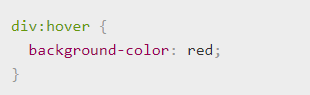 div:hover {
  background-color: red;
}